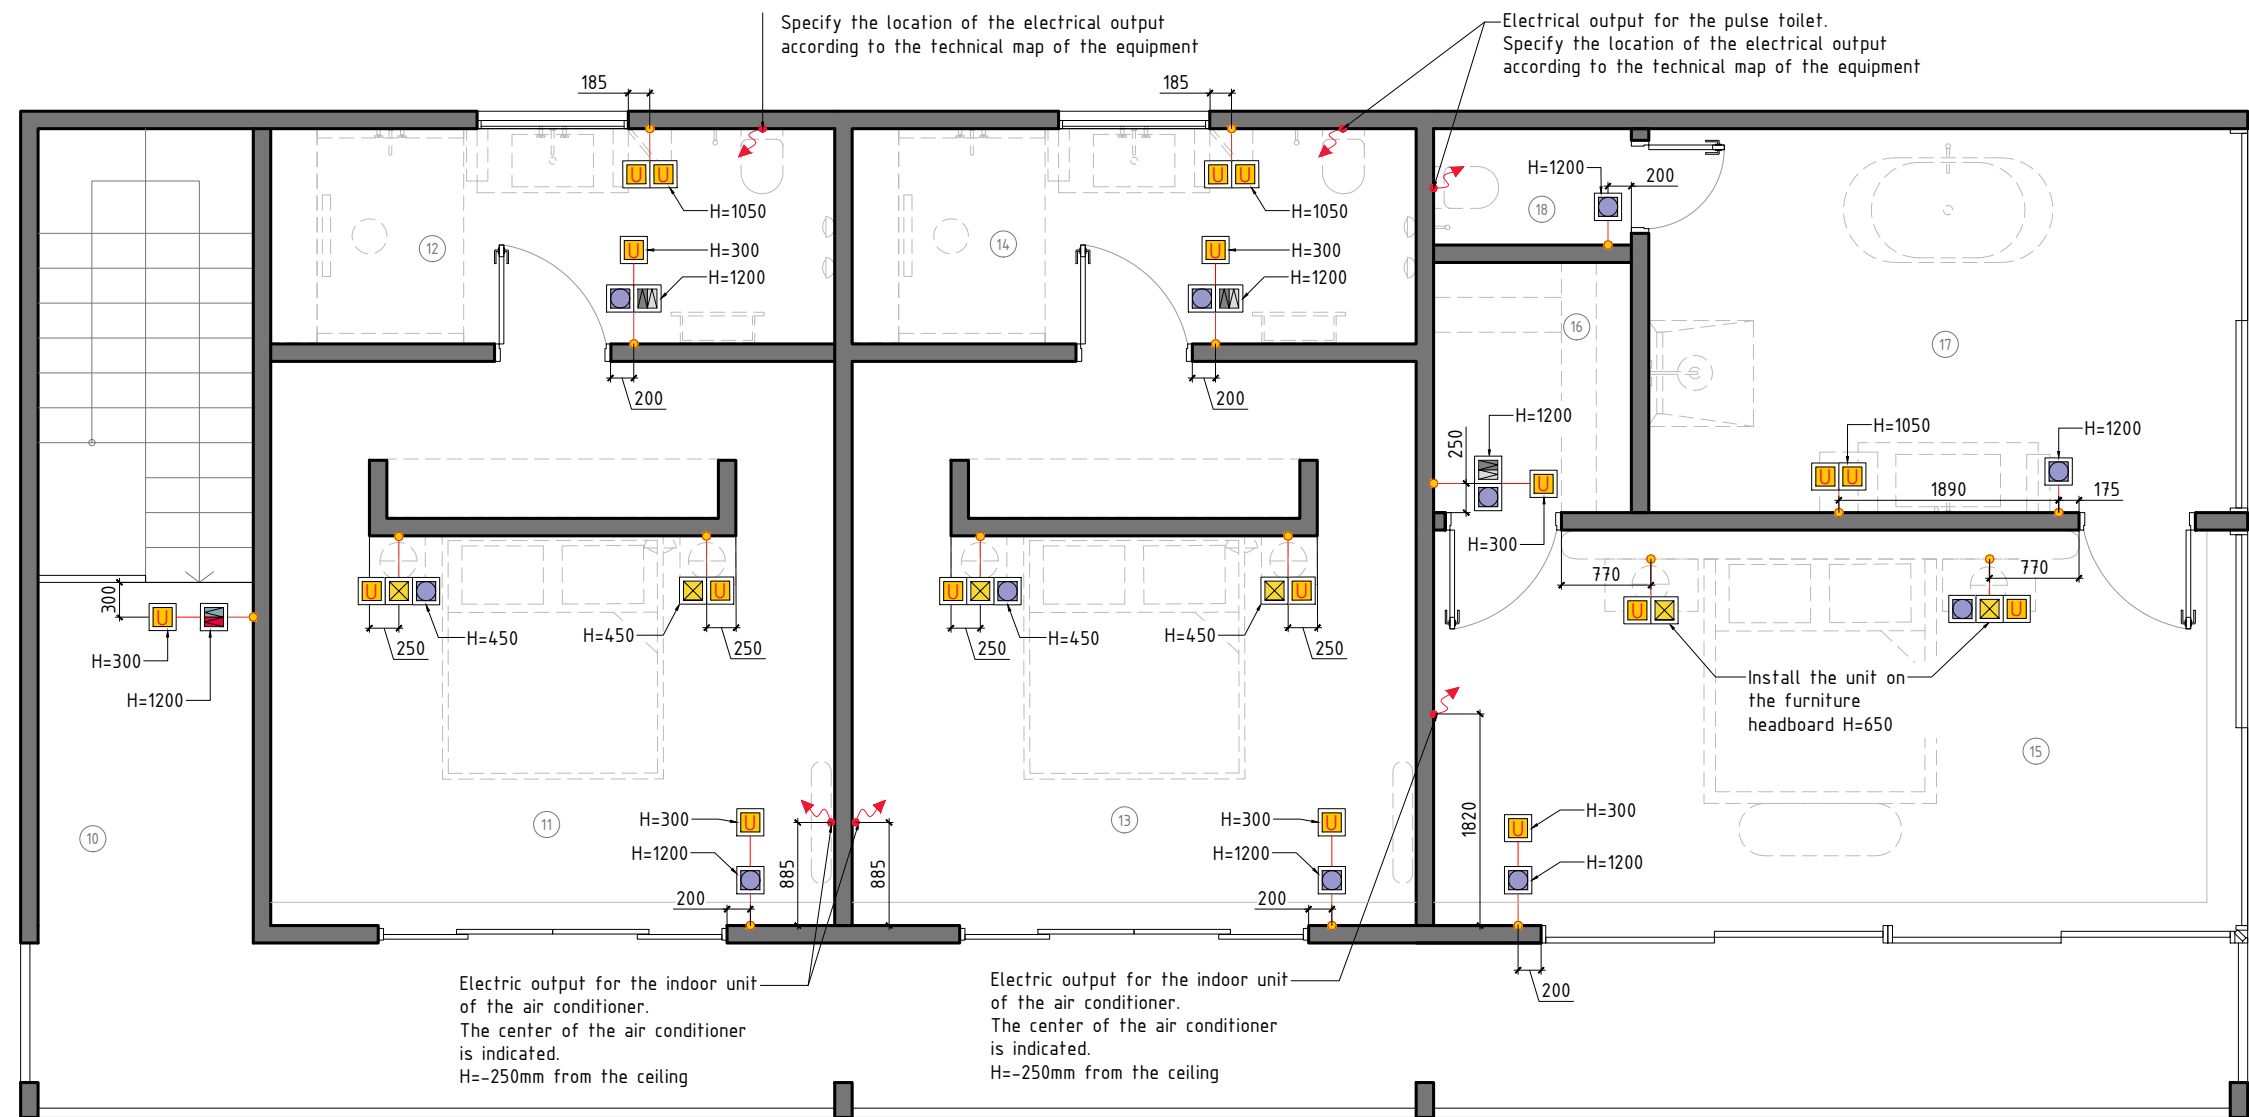 Specify the location of the electrical output
according to the technical map of the equipment
Electrical output for the pulse toilet.
Specify the location of the electrical output
according to the technical map of the equipment
185
185
U U
U U
H=1200
200
18
H=1050
H=1050
12
14
U
H=300
U
H=300
H=1200
H=1200
16
17
200
200
H=1200
250
U
H=300
H=1050
U U
H=1200
1890
175
300
U
H=300
H=1200
U
U
H=450
H=450
250
250
U
U
H=450
H=450
250
250
770
770
U
U
Install the unit on
the furniture
headboard H=650
15
10
11
13
H=300
U
H=1200
200
885
885
H=300
U
H=1200
200
1820
U
H=300
H=1200
200
Electric output for the indoor unit
of the air conditioner.
The center of the air conditioner
is indicated.
H=-250mm from the ceiling
Electric output for the indoor unit
of the air conditioner.
The center of the air conditioner
is indicated.
H=-250mm from the ceiling